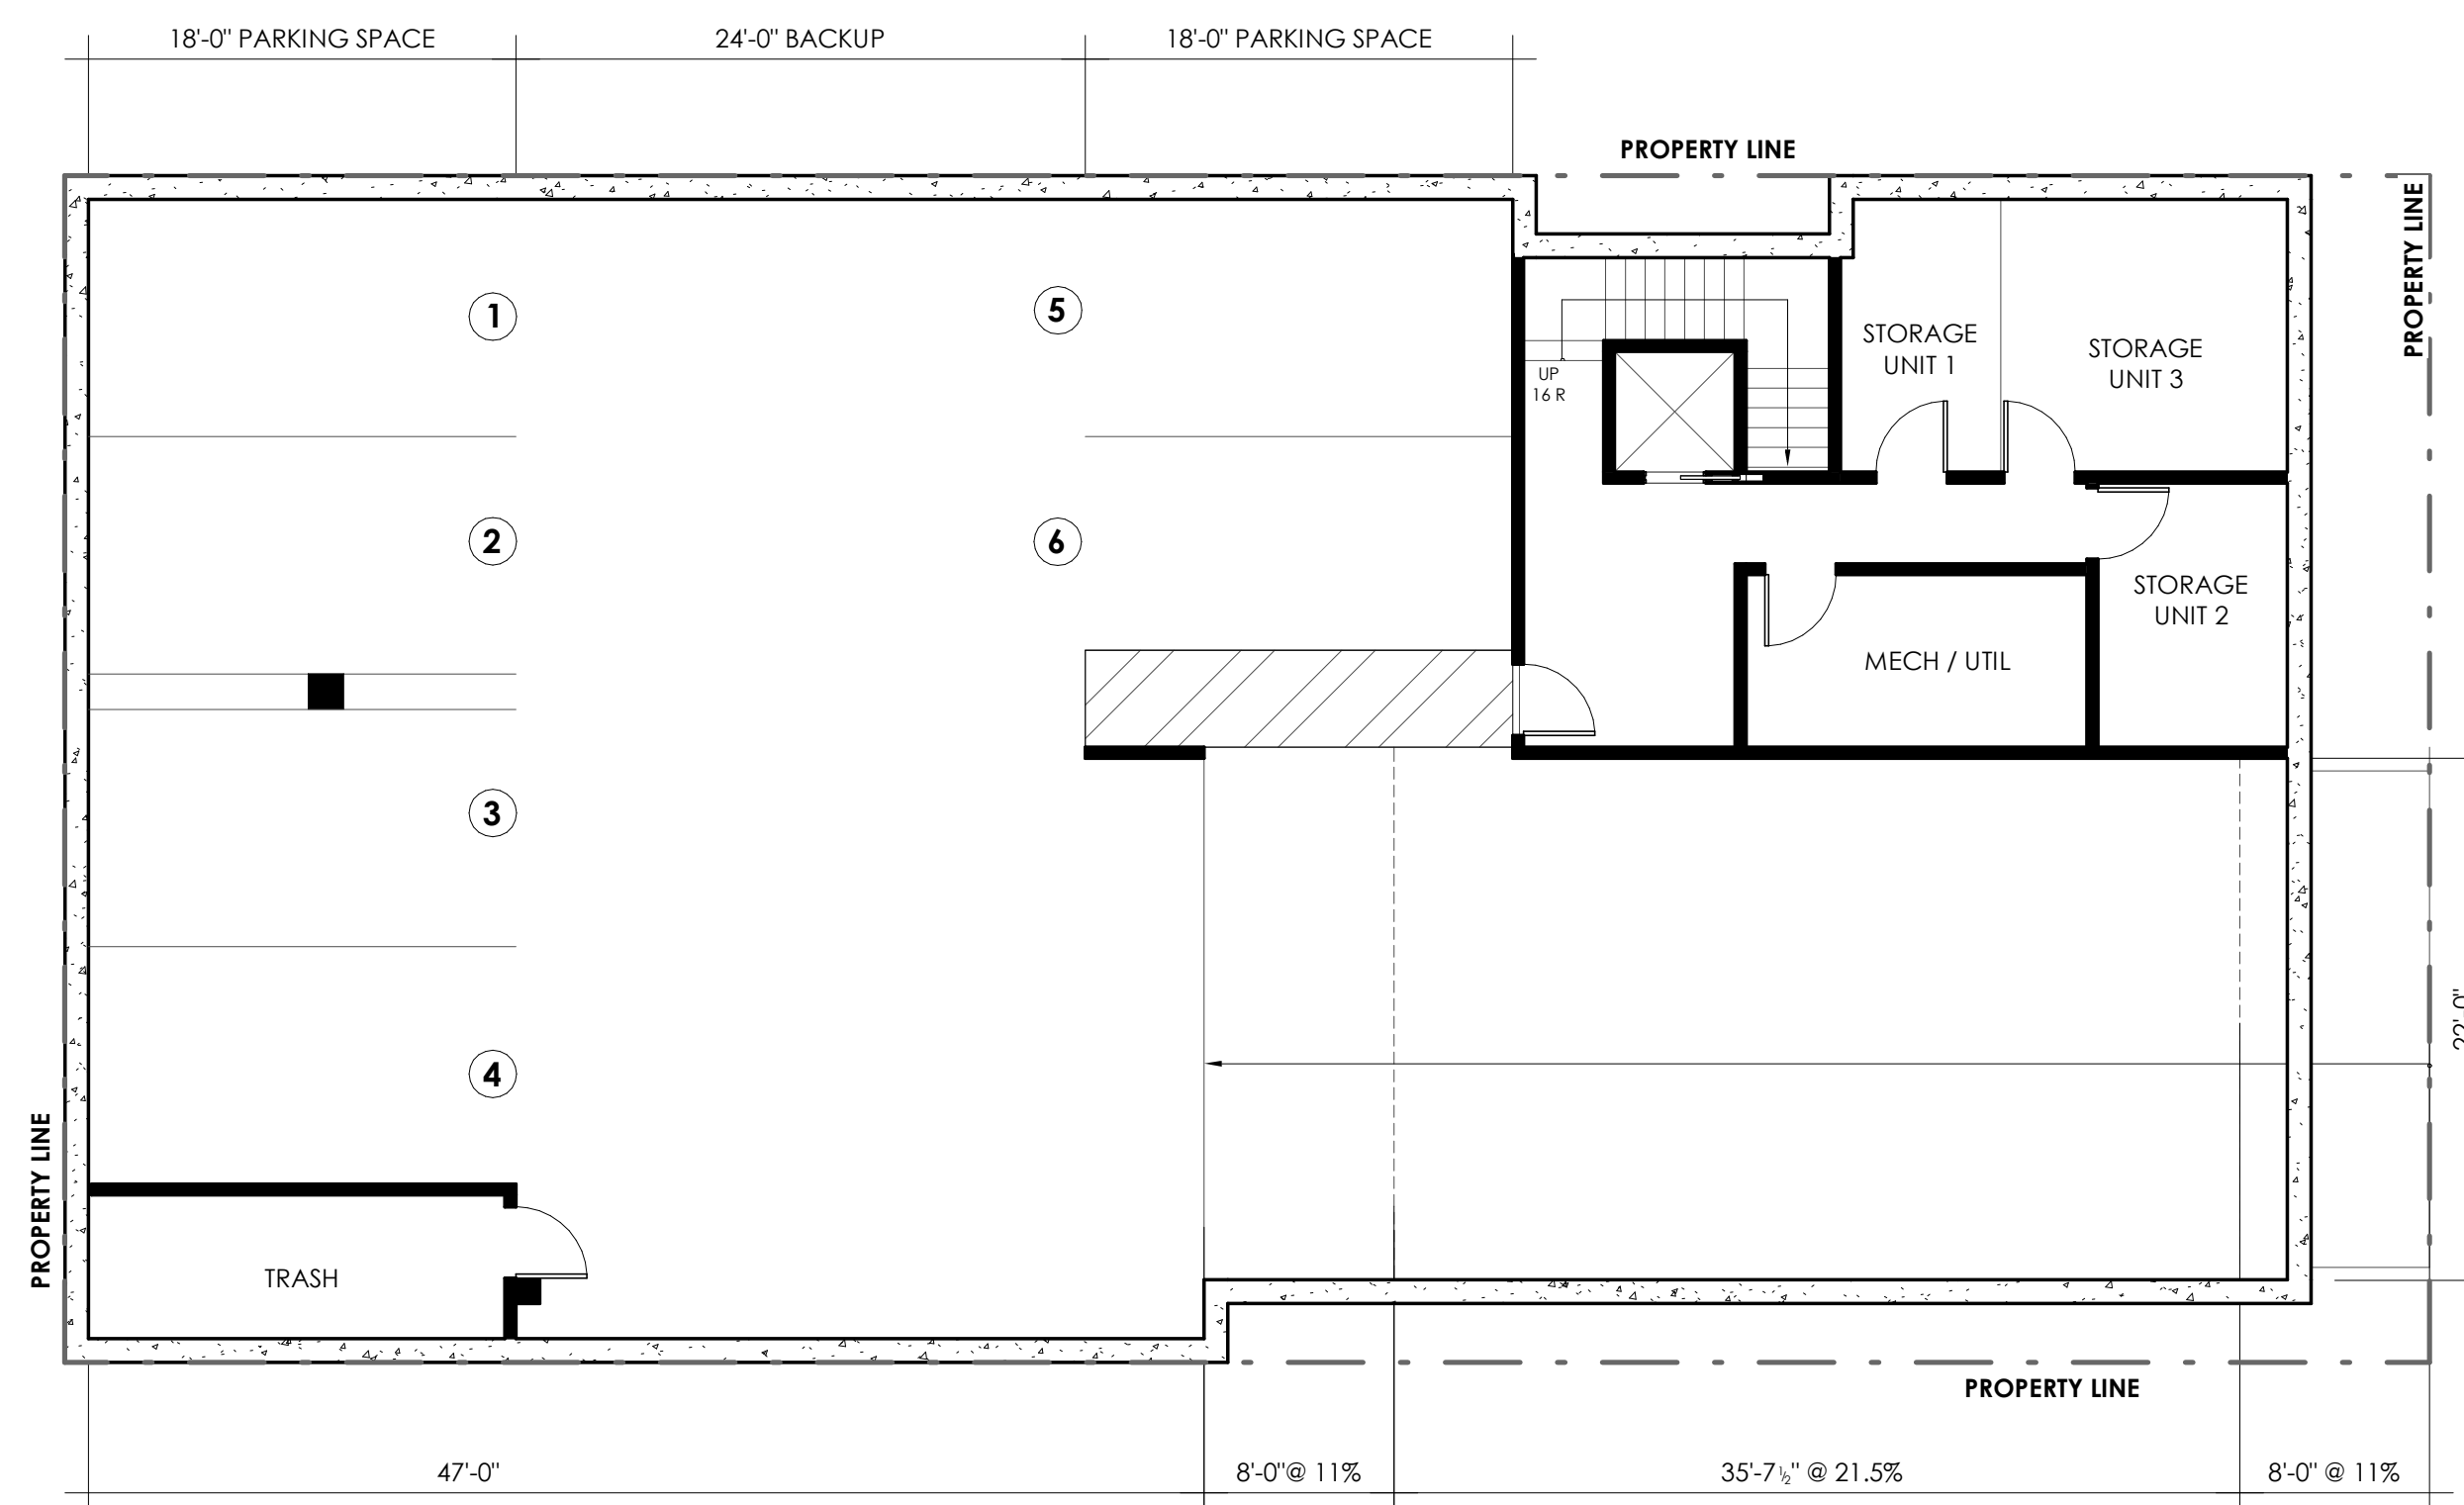 18'-0" PARKING SPACE
24'-0" BACKUP
18'-0" PARKING SPACE
PROPERTY LINE
PROPERTY LINE
1
5
STORAGE
UNIT 1
STORAGE
UNIT 3
UP
16 R
2
6
STORAGE
UNIT 2
MECH / UTIL
3
22'-0"
4
PROPERTY LINE
TRASH
PROPERTY LINE
47'-0"
8'-0"@ 11%
35'-7½" @ 21.5%
8'-0" @ 11%